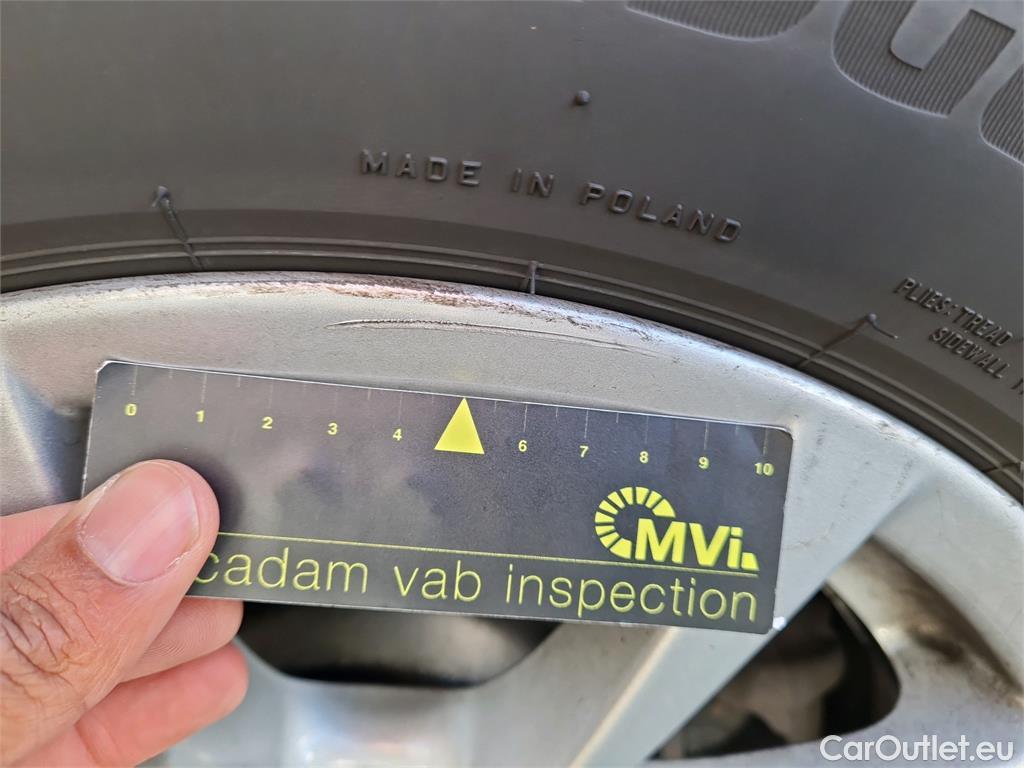 MADE IN POLAND
PLIES: TREAD
SIDEWALL
0 1 2 3 4 6 7 8 9 10
CMVi
cadam vab inspection
CarOutlet.eu